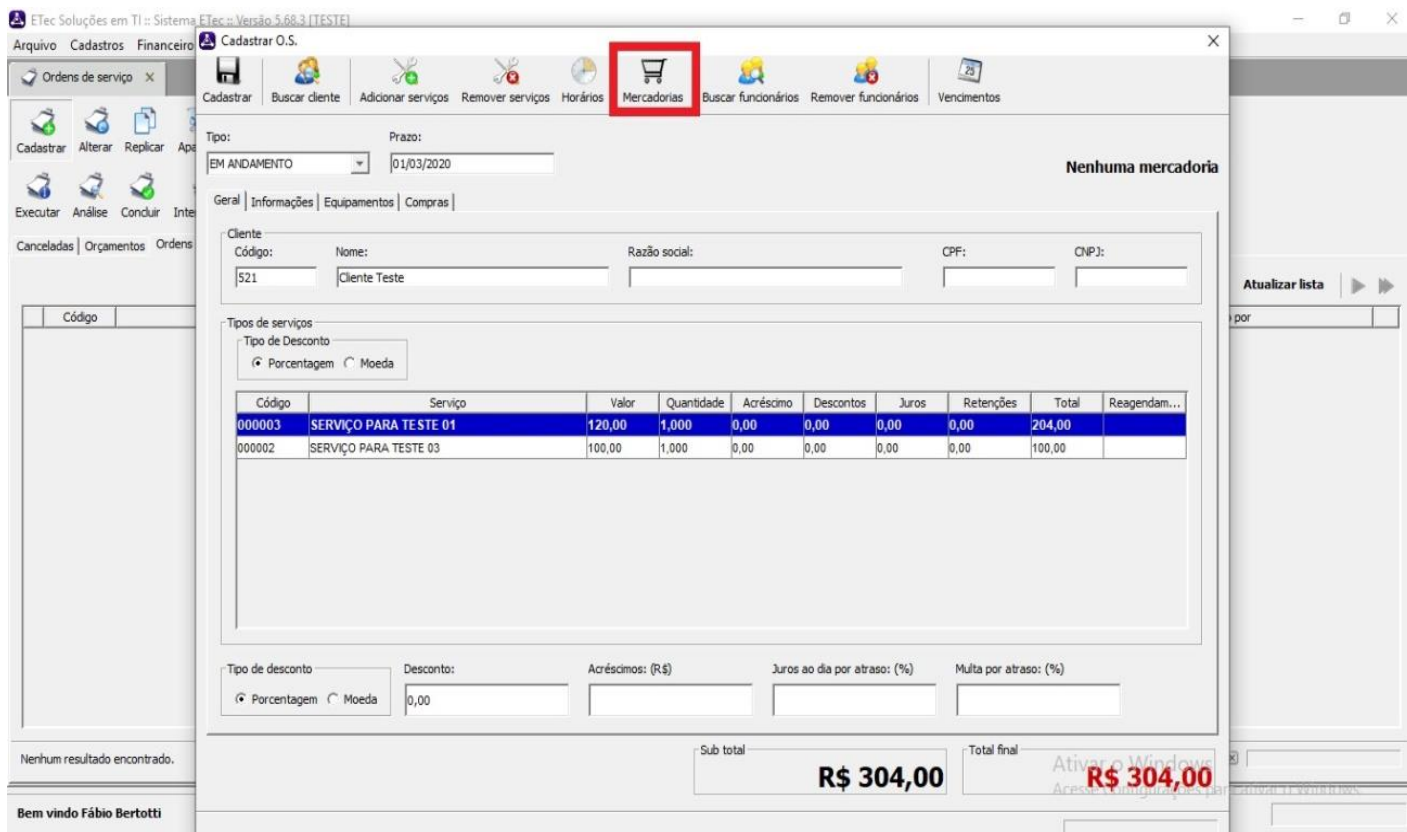 ETec Soluções em TI :: Sistema ETec :: Versão 5.68.3 [TESTE]
Arquivo Cadastros Financeiro
Cadastrar O.S.
Ordens de serviço X
Cadastrar Buscar cliente Adicionar serviços Remover serviços Horários Mercadorias Buscar funcionários Remover funcionários Vencimentos
Cadastrar Alterar Replicar Apa
Executar Análise Concluir Inte
Canceladas Orçamentos Ordens
Tipo: Prazo:
EM ANDAMENTO 01/03/2020
Nenhuma mercadoria
Geral Informações Equipamentos Compras
Cliente
Código: Nome: Razão social: CPF: CNPJ:
521 Cliente Teste
Atualizar lista
Código
por
Tipos de serviços
Tipo de Desconto
Porcentagem Moeda
Código Serviço Valor Quantidade Acréscimo Descontos Juros Retenções Total Reagendam...
000003 SERVIÇO PARA TESTE 01 120,00 1,000 0,00 0,00 0,00 0,00 204,00
000002 SERVIÇO PARA TESTE 03 100,00 1,000 0,00 0,00 0,00 0,00 100,00
Tipo de desconto Desconto: Acréscimos: (R$) Juros ao dia por atraso: (%) Multa por atraso: (%)
Porcentagem Moeda 0,00
Sub total
R$ 304,00
Total final
R$ 304,00
Ativar o Windows
Nenhum resultado encontrado.
Bem vindo Fábio Bertotti